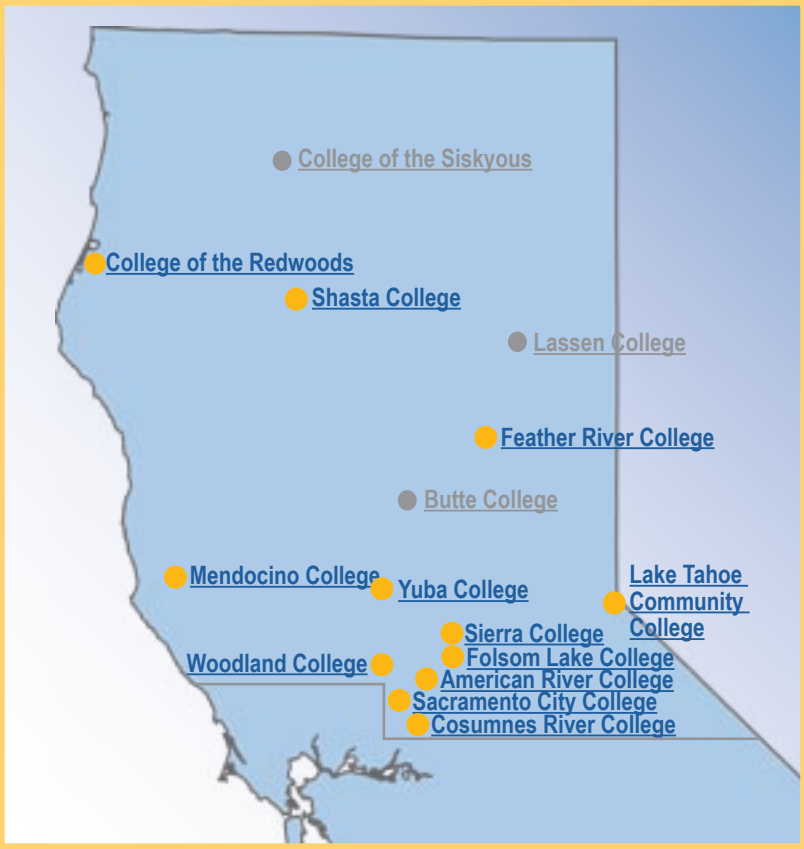 College of the Siskyous
College of the Redwoods
Shasta College
Lassen College
Feather River College
Butte College
Mendocino College
Yuba College
Lake Tahoe
Community
College
Sierra College
Folsom Lake College
Woodland College
American River College
Sacramento City College
Cosumnes River College